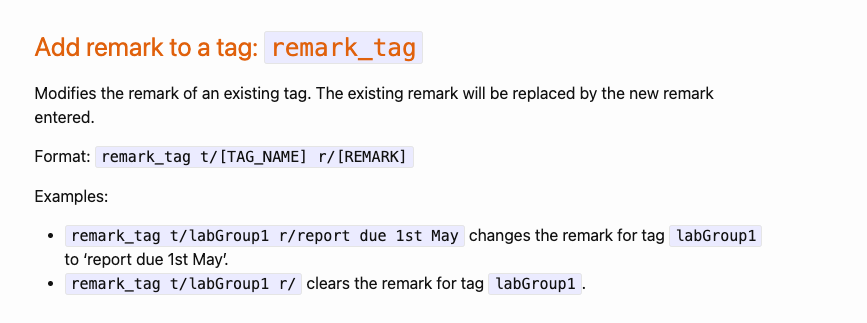 Add remark to a tag: remark_tag
Modifies the remark of an existing tag. The existing remark will be replaced by the new remark
entered.
Format: remark_tag t/[TAG_NAME] r/[REMARK]
Examples:
• remark_tag t/labGroup1 r/report due 1st May changes the remark for tag labGroup1
to ‘report due 1st May’.
• remark_tag t/labGroup1 r/ clears the remark for tag labGroup1.